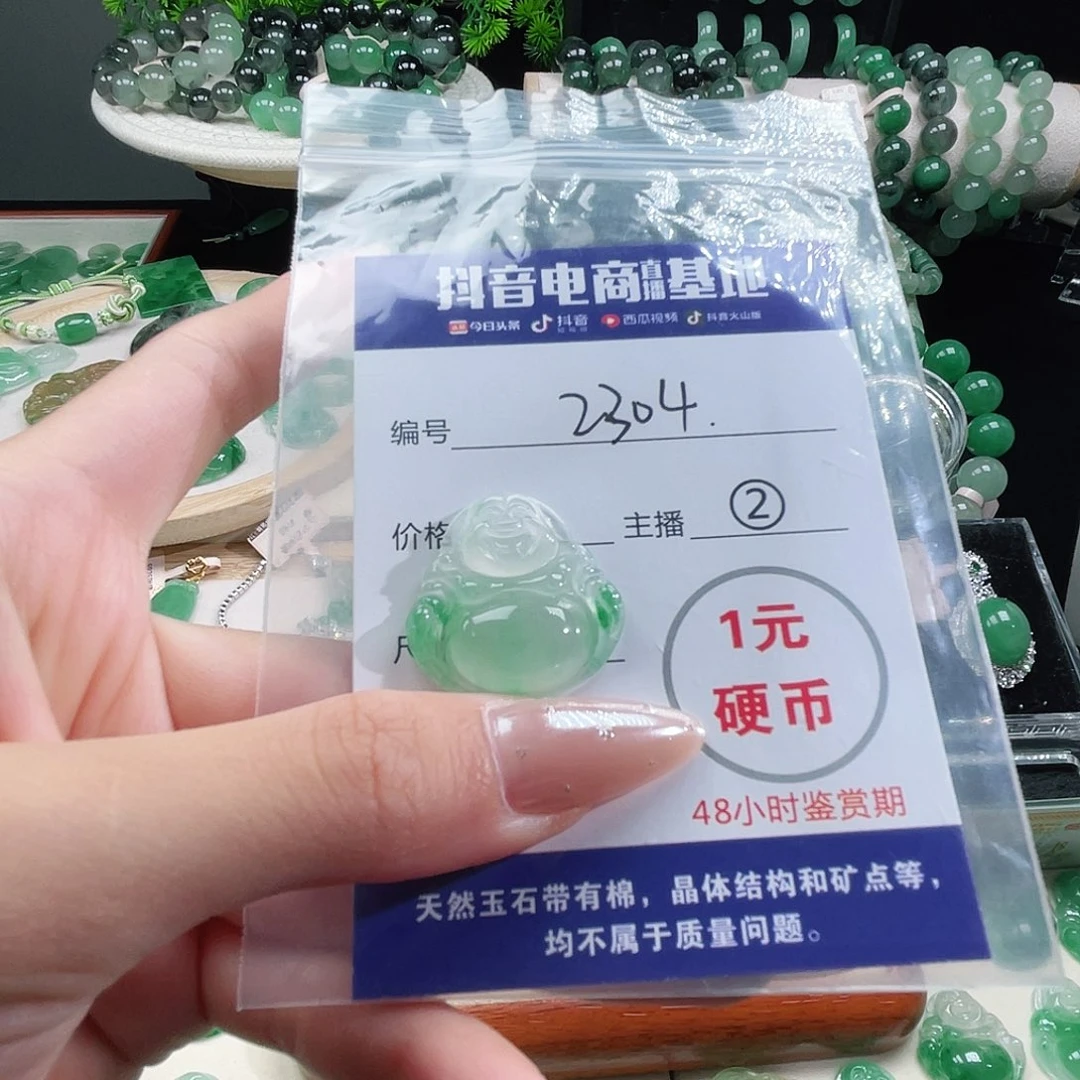 抖音电商直播基地
今日头条 抖音 西瓜视频 抖音火山版
编号 2304.
价格 主播 ②
1元
硬币
48小时鉴赏期
天然玉石带有棉，晶体结构和矿点等，
均不属于质量问题。